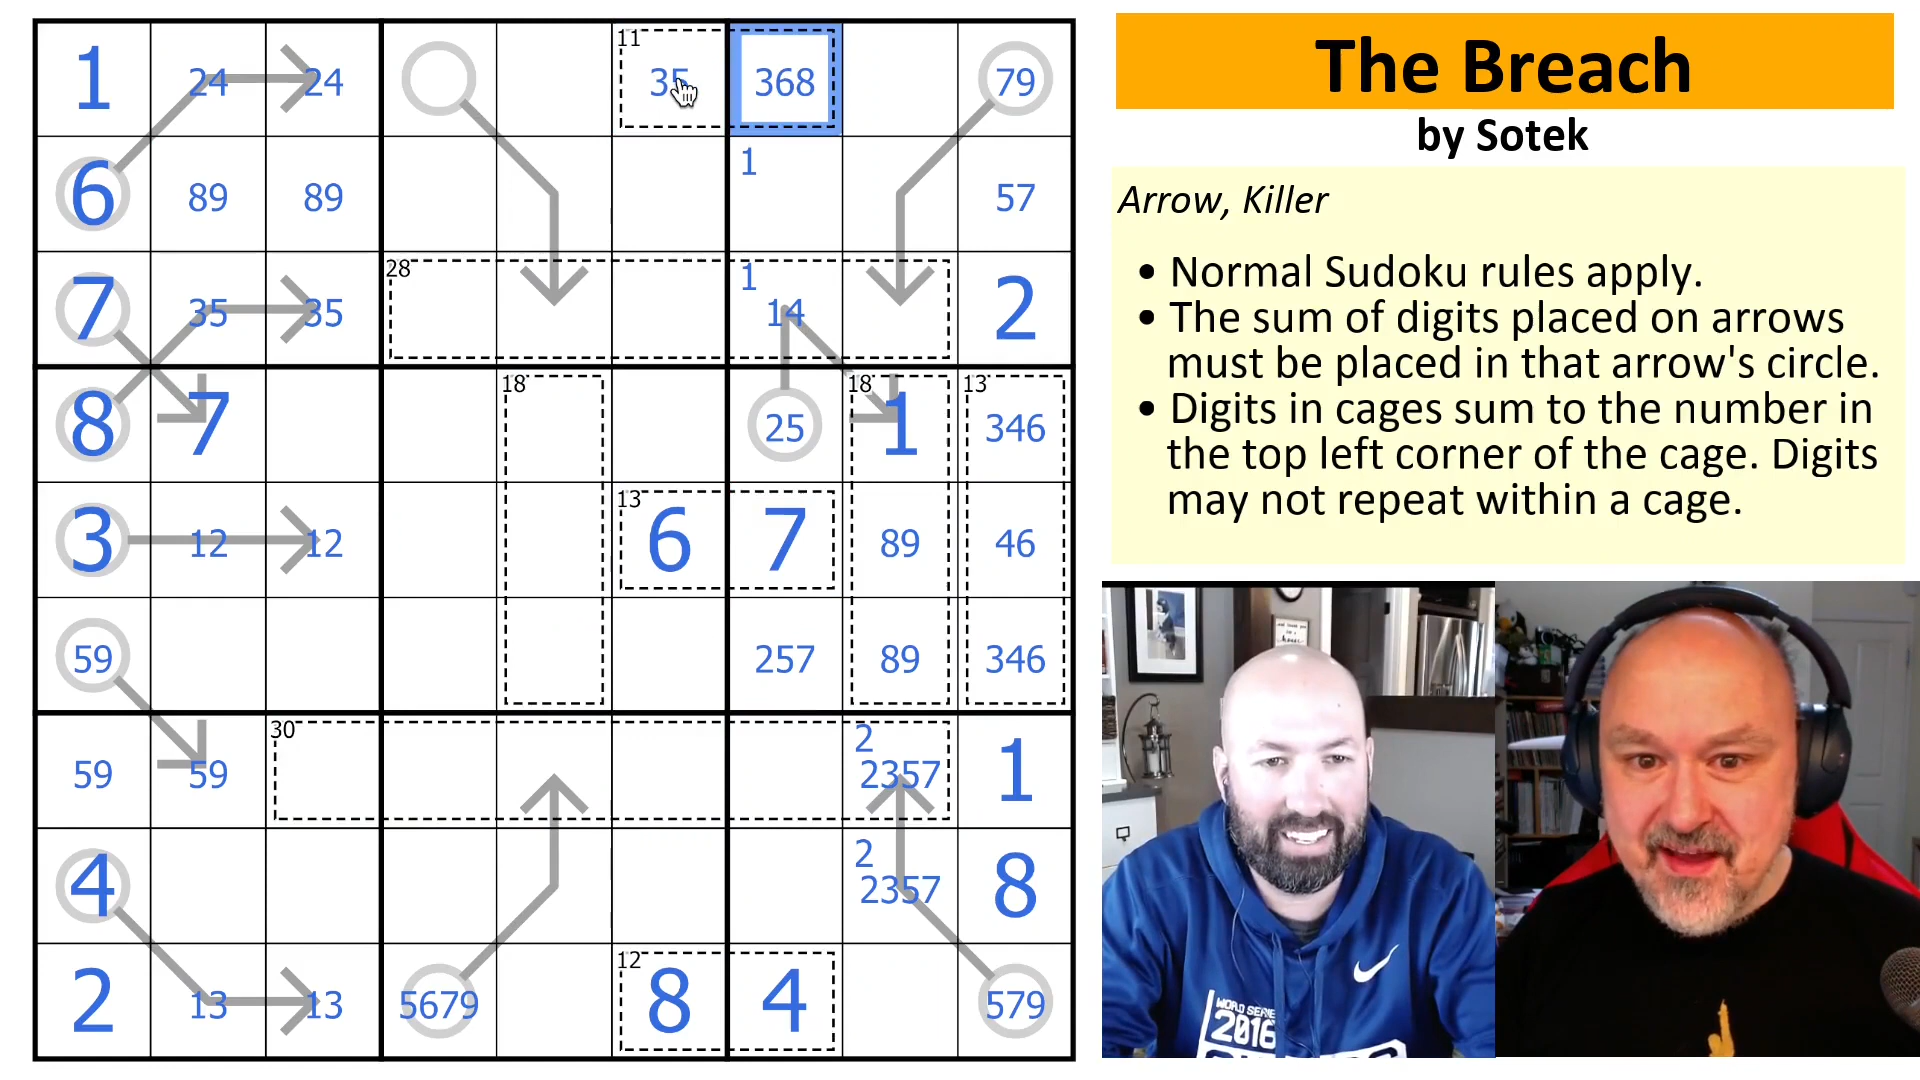 The Breach
by Sotek
Arrow, Killer
• Normal Sudoku rules apply.
• The sum of digits placed on arrows
must be placed in that arrow's circle.
• Digits in cages sum to the number in
the top left corner of the cage. Digits
may not repeat within a cage.
1 24 24 11 35 368 79
6 89 89 1 57
7 35 35 28 1 14 2
8 7 18 25 18 1 13 346
3 12 12 13 6 7 89 46
59 257 89 346
59 59 30 2 2357 1
4 2 2357 8
2 13 13 5679 12 8 4 579
WORLD SERIES
2016